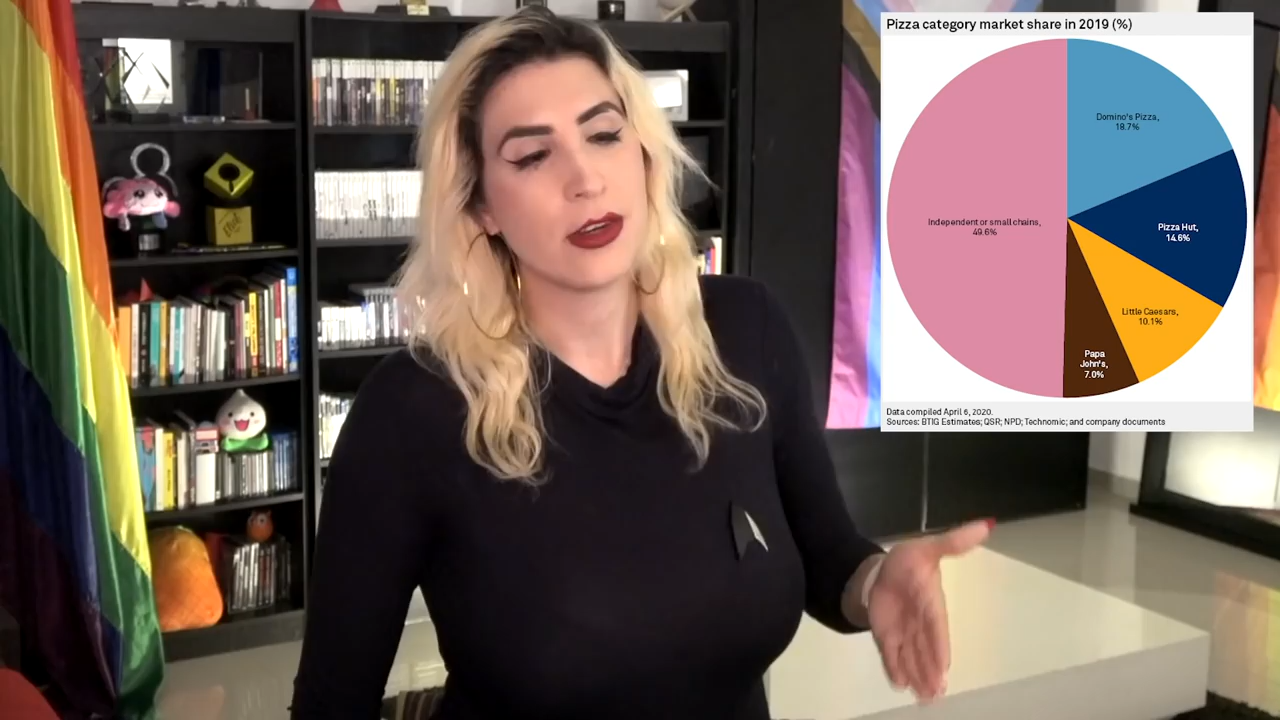 Pizza category market share in 2019 (%)
Domino's Pizza,
18.7%
Pizza Hut,
14.6%
Independent or small chains,
49.6%
Little Caesars,
10.1%
Papa
John's,
7.0%
Data compiled April 6, 2020.
Sources: BTIG Estimates; QSR; NPD; Technomic; and company documents